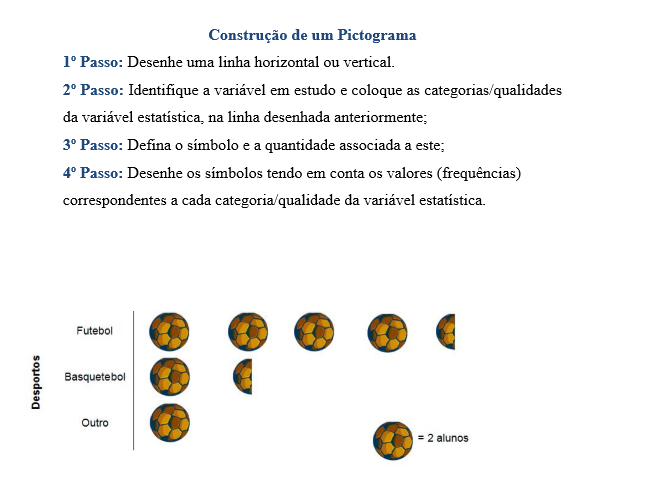 Construção de um Pictograma
1º Passo: Desenhe uma linha horizontal ou vertical.
2º Passo: Identifique a variável em estudo e coloque as categorias/qualidades
da variável estatística, na linha desenhada anteriormente;
3º Passo: Defina o símbolo e a quantidade associada a este;
4º Passo: Desenhe os símbolos tendo em conta os valores (frequências)
correspondentes a cada categoria/qualidade da variável estatística.
Desportos
Futebol
Basquetebol
Outro
= 2 alunos